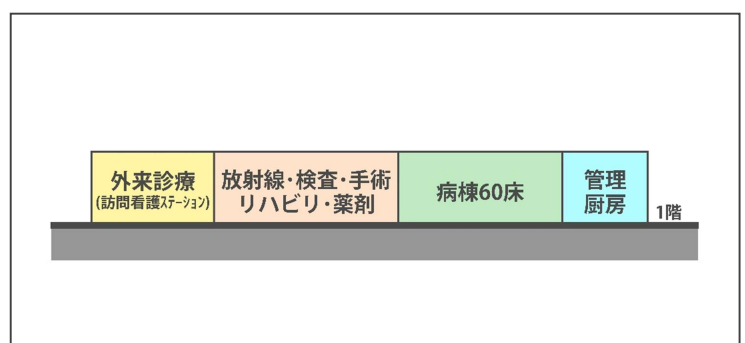 外来診療
(訪問看護ｽﾃｰｼｮﾝ)
放射線･検査･手術
リハビリ･薬剤
病棟60床
管理
厨房
1階